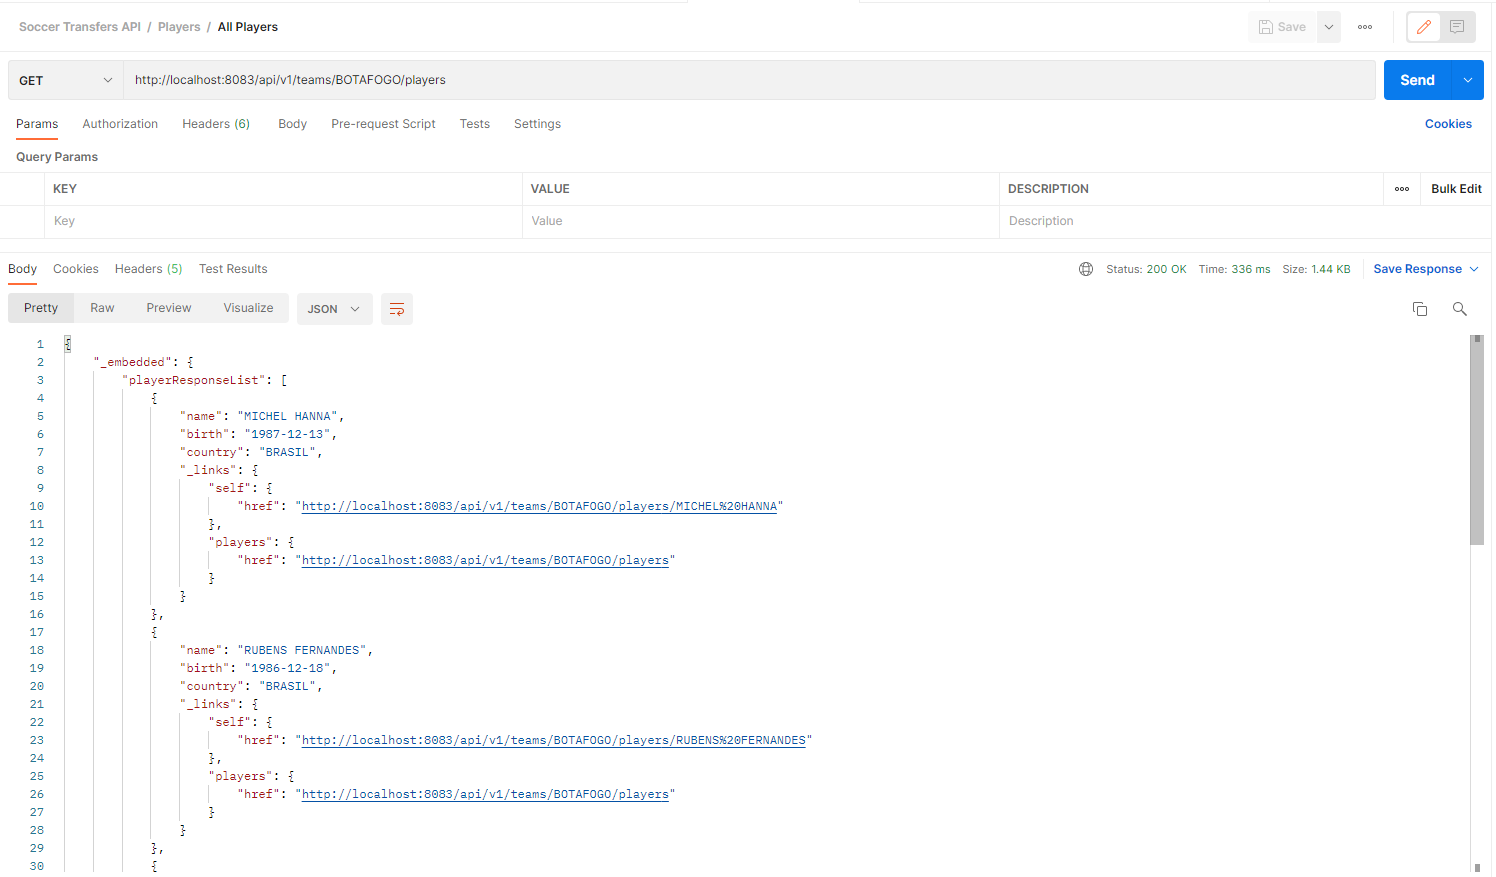 Soccer Transfers API / Players / All Players
Save
GET
http://localhost:8083/api/v1/teams/BOTAFOGO/players
Send
Params Authorization Headers (6) Body Pre-request Script Tests Settings Cookies
Query Params
KEY VALUE DESCRIPTION ooo Bulk Edit
Key Value Description
Body Cookies Headers (5) Test Results Status: 200 OK Time: 336 ms Size: 1.44 KB Save Response
Pretty Raw Preview Visualize JSON
1 {
2 "_embedded": {
3 "playerResponseList": [
4 {
5 "name": "MICHEL HANNA",
6 "birth": "1987-12-13",
7 "country": "BRASIL",
8 "_links": {
9 "self": {
10 "href": "http://localhost:8083/api/v1/teams/BOTAFOGO/players/MICHEL%20HANNA"
11 },
12 "players": {
13 "href": "http://localhost:8083/api/v1/teams/BOTAFOGO/players"
14 }
15 }
16 },
17 {
18 "name": "RUBENS FERNANDES",
19 "birth": "1986-12-18",
20 "country": "BRASIL",
21 "_links": {
22 "self": {
23 "href": "http://localhost:8083/api/v1/teams/BOTAFOGO/players/RUBENS%20FERNANDES"
24 },
25 "players": {
26 "href": "http://localhost:8083/api/v1/teams/BOTAFOGO/players"
27 }
28 }
29 },
30 {